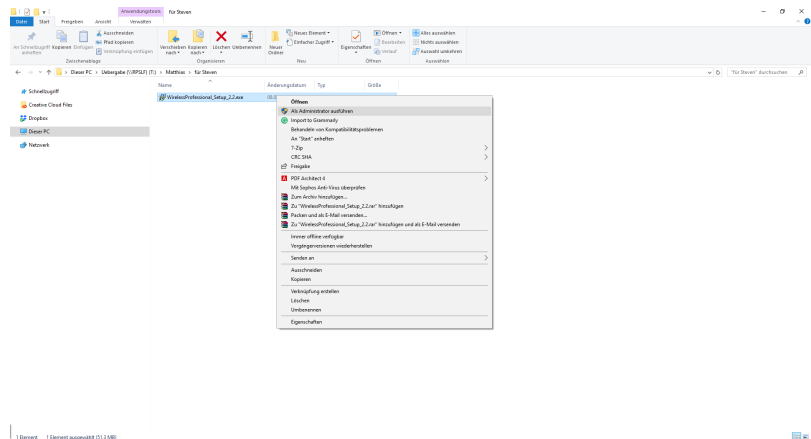 Anwendungstools
für Steven
Datei
Start
Freigeben
Ansicht
Verwalten
An Schnellzugriff anheften
Kopieren
Einfügen
Ausschneiden
Pfad kopieren
Verknüpfung einfügen
Zwischenablage
Verschieben nach
Kopieren nach
Löschen
Umbenennen
Organisieren
Neuer Ordner
Neues Element
Einfacher Zugriff
Neu
Eigenschaften
Öffnen
Bearbeiten
Verlauf
Öffnen
Alles auswählen
Nichts auswählen
Auswahl umkehren
Auswählen
Dieser PC > Uebergabe (\\RPSLF) (T:) > Matthias > für Steven
"für Steven" durchsuchen
Name
Änderungsdatum
Typ
Größe
Schnellzugriff
Creative Cloud Files
Dropbox
Dieser PC
Netzwerk
WirelessProfessional_Setup_2.2.exe
Öffnen
Als Administrator ausführen
Import to Grammarly
Behandeln von Kompatibilitätsproblemen
An "Start" anheften
7-Zip
CRC SHA
Freigabe
PDF Architect 4
Mit Sophos Anti-Virus überprüfen
Zum Archiv hinzufügen...
Zu "WirelessProfessional_Setup_2.2.rar" hinzufügen
Packen und als E-Mail versenden...
Zu "WirelessProfessional_Setup_2.2.rar" hinzufügen und als E-Mail versenden
Immer offline verfügbar
Vorgängerversionen wiederherstellen
Senden an
Ausschneiden
Kopieren
Verknüpfung erstellen
Löschen
Umbenennen
Eigenschaften
1 Element
1 Element ausgewählt (51,3 MB)